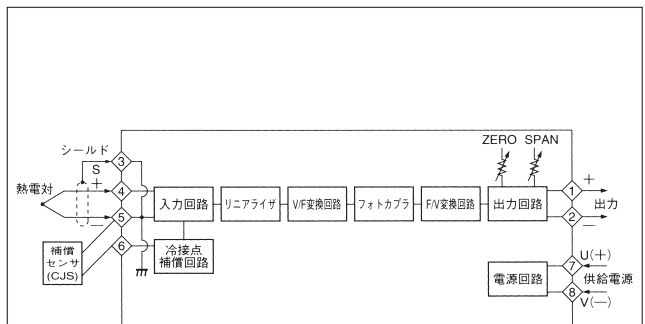 ZERO SPAN
シールド
S
3
熱電対
+
4
入力回路
リニアライザ
V/F変換回路
フォトカプラ
F/V変換回路
出力回路
1
+
出力
−
5
2
−
補償
センサ
(CJS)
6
冷接点
補償回路
電源回路
7
U(+)
供給電源
8
V(−)